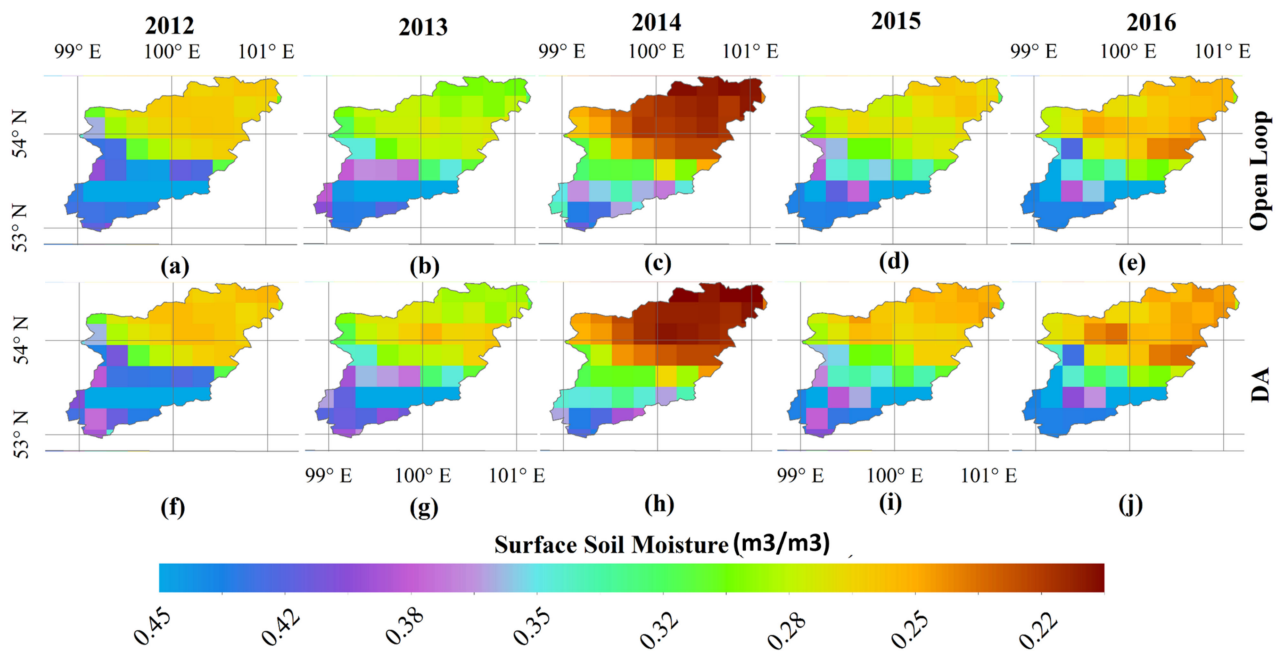 2012 2013 2014 2015 2016
99° E 100° E 101° E 99° E 100° E 101° E 99° E 100° E 101° E
54° N
53° N
Open Loop
(a) (b) (c) (d) (e)
54° N
53° N
DA
99° E 100° E 101° E 99° E 100° E 101° E
(f) (g) (h) (i) (j)
Surface Soil Moisture (m3/m3)
0.45 0.42 0.38 0.35 0.32 0.28 0.25 0.22